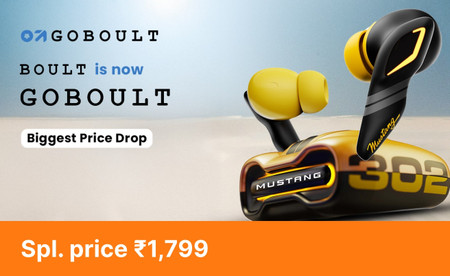 GOBOULT
BOULT is now
GOBOULT
Biggest Price Drop
Mustang
MUSTANG
302
Spl. price ₹1,799